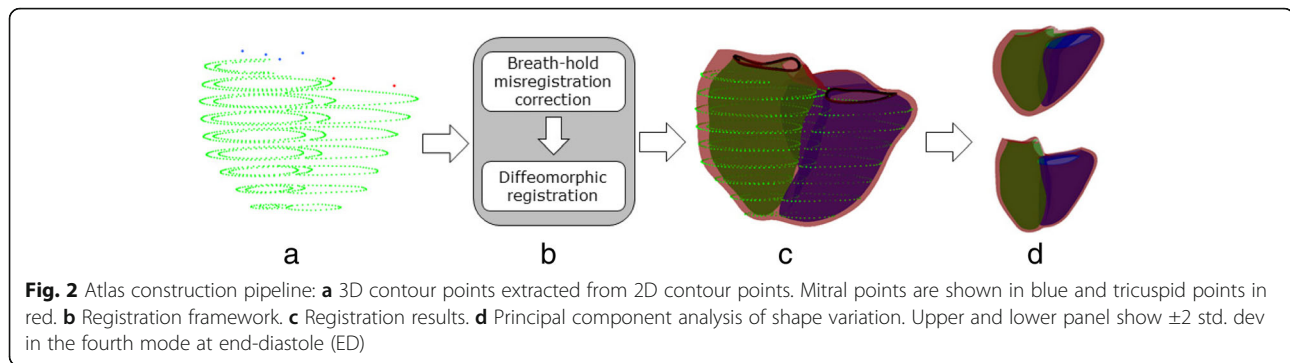 Breath-hold
misregistration
correction
Diffeomorphic
registration
a
b
c
d
Fig. 2 Atlas construction pipeline: a 3D contour points extracted from 2D contour points. Mitral points are shown in blue and tricuspid points in
red. b Registration framework. c Registration results. d Principal component analysis of shape variation. Upper and lower panel show ±2 std. dev
in the fourth mode at end-diastole (ED)